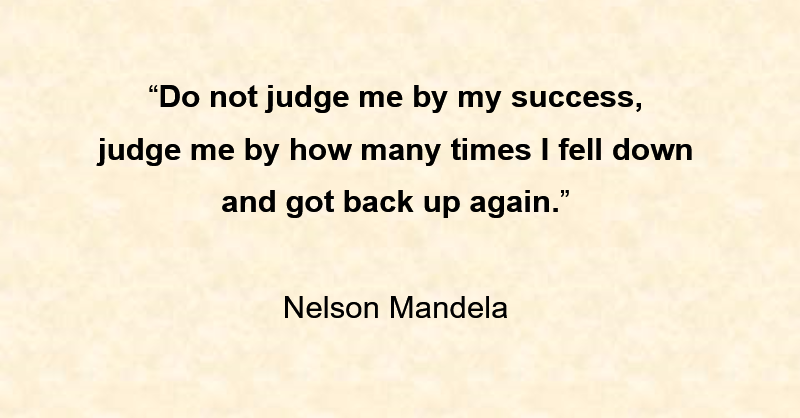 “Do not judge me by my success,
judge me by how many times I fell down
and got back up again.”
Nelson Mandela